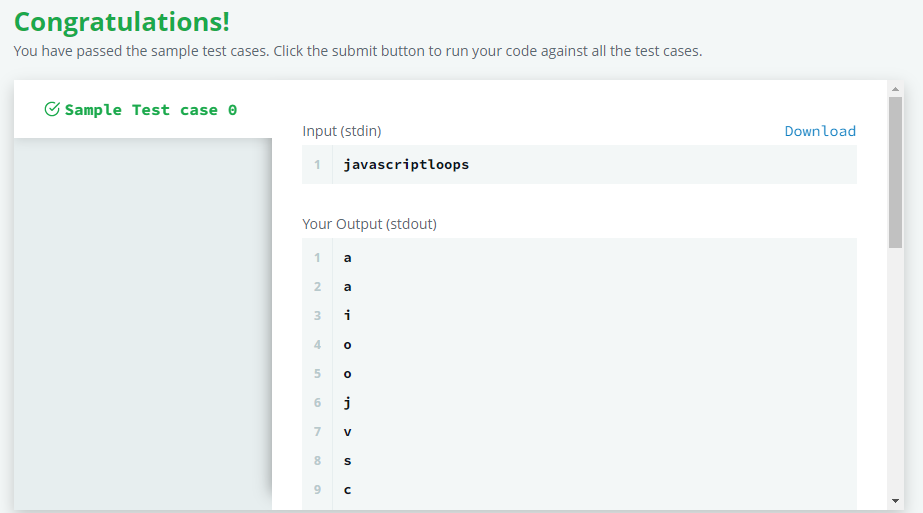 Congratulations!
You have passed the sample test cases. Click the submit button to run your code against all the test cases.
Sample Test case 0
Input (stdin)
Download
1 javascriptloops
Your Output (stdout)
1 a
2 a
3 i
4 o
5 o
6 j
7 v
8 s
9 c